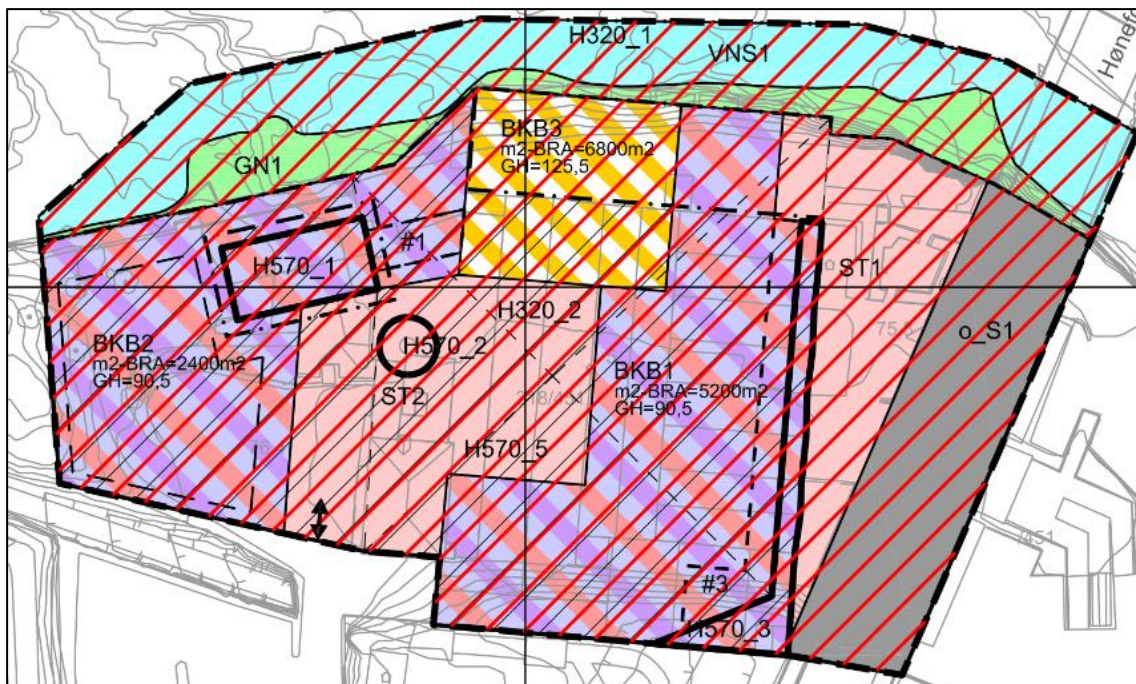 H320_1
VNS1
Hønefo
BKB3
m2-BRA=6800m2
GH=125,5
GN1
#1
H570_1
ST1
H320_2
o_S1
BKB2
m2-BRA=2400m2
GH=90,5
H570_2
BKB1
m2-BRA=5200m2
GH=90,5
ST2
H570_5
#3
H570_3